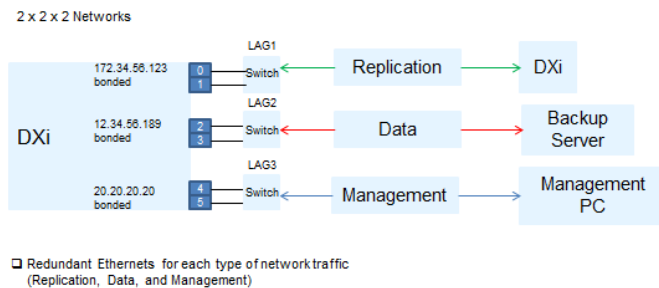 2 x 2 x 2 Networks
LAG1
172.34.56.123
bonded
0
1
Switch
Replication
DXi
LAG2
DXi
12.34.56.189
bonded
2
3
Switch
Data
Backup
Server
LAG3
20.20.20.20
bonded
4
5
Switch
Management
Management
PC
Redundant Ethernets for each type of network traffic
(Replication, Data, and Management)